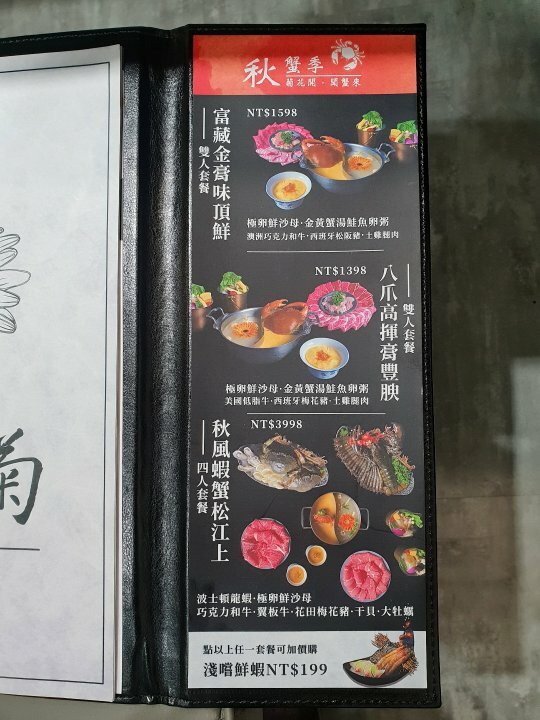 秋
蟹季
菊花開·聞蟹來
NT$1598
富藏金膏味頂鮮
雙人套餐
極卵鮮沙母·金黃蟹湯鮭魚卵粥
澳洲巧克力和牛·西班牙松阪豬·土雞腿肉
NT$1398
八爪高揮膏豐腴
雙人套餐
極卵鮮沙母·金黃蟹湯鮭魚卵粥
美國低脂牛·西班牙梅花豬·土雞腿肉
NT$3998
秋風蝦蟹松江上
四人套餐
波士頓龍蝦·極卵鮮沙母
巧克力和牛·翼板牛·花田梅花豬·干貝·大牡蠣
點以上任一套餐可加價購
淺嚐鮮蝦NT$199
菊